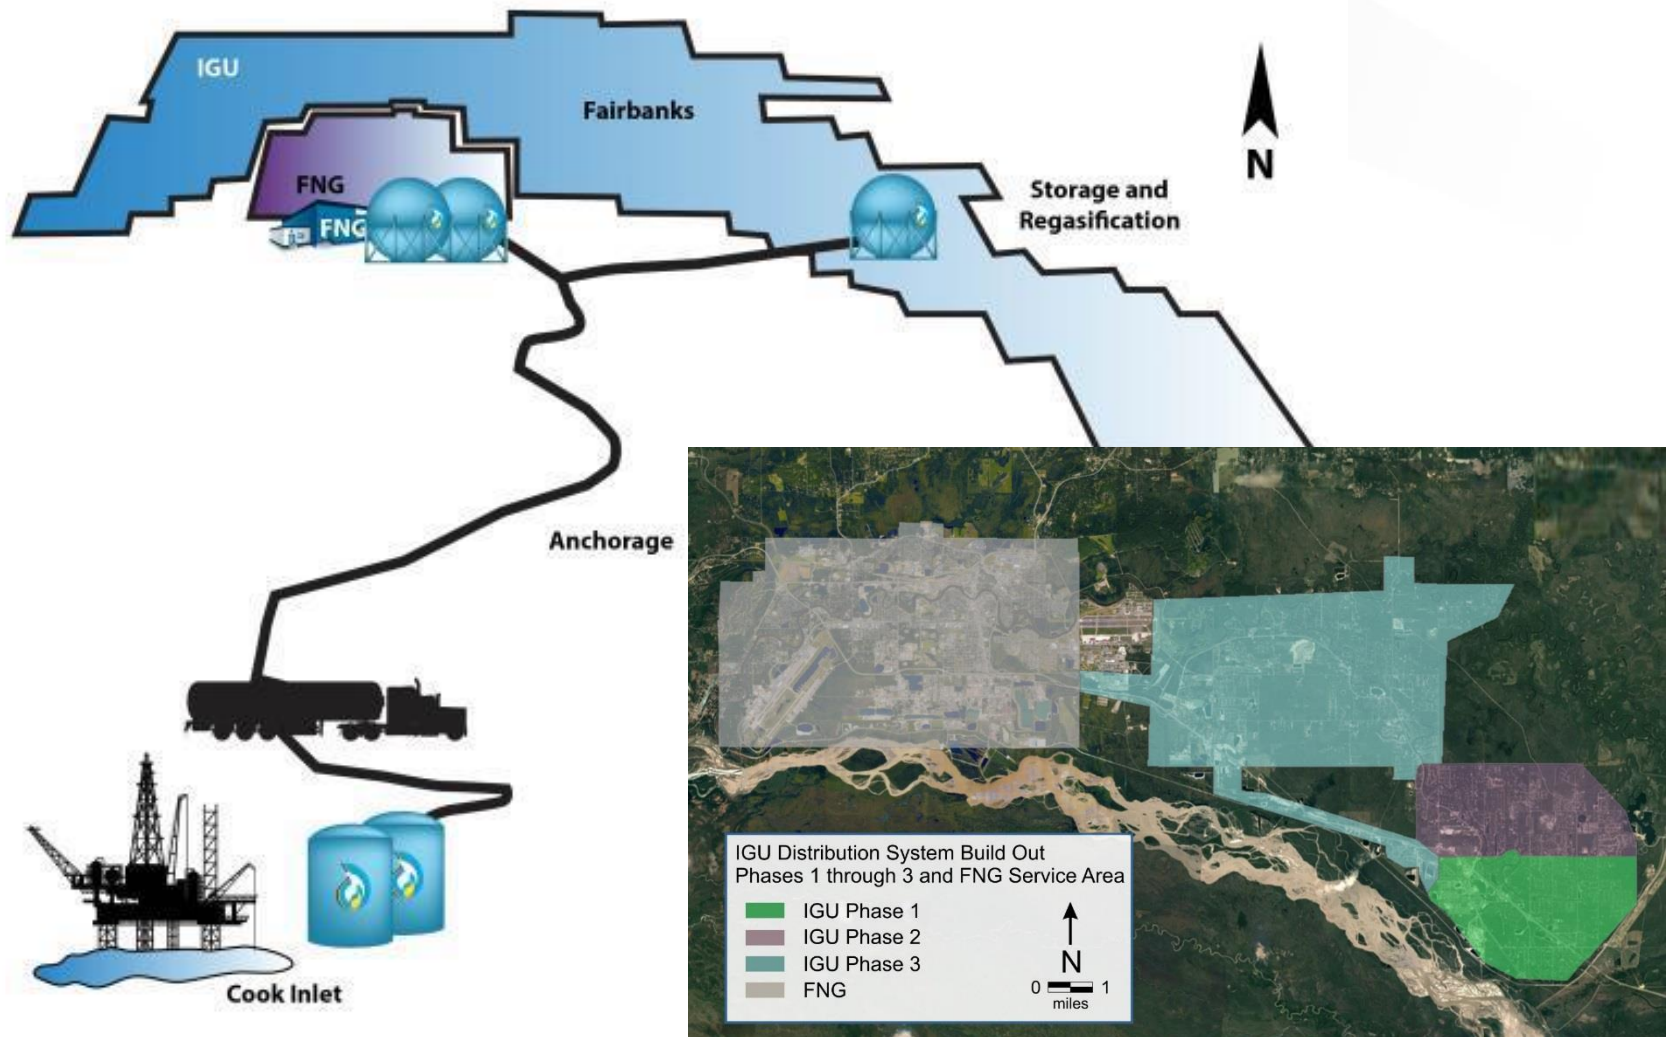 IGU
Fairbanks
N
FNG
FNG
Storage and
Regasification
Anchorage
Cook Inlet
IGU Distribution System Build Out
Phases 1 through 3 and FNG Service Area
IGU Phase 1
IGU Phase 2
IGU Phase 3
FNG
N
0 1
miles